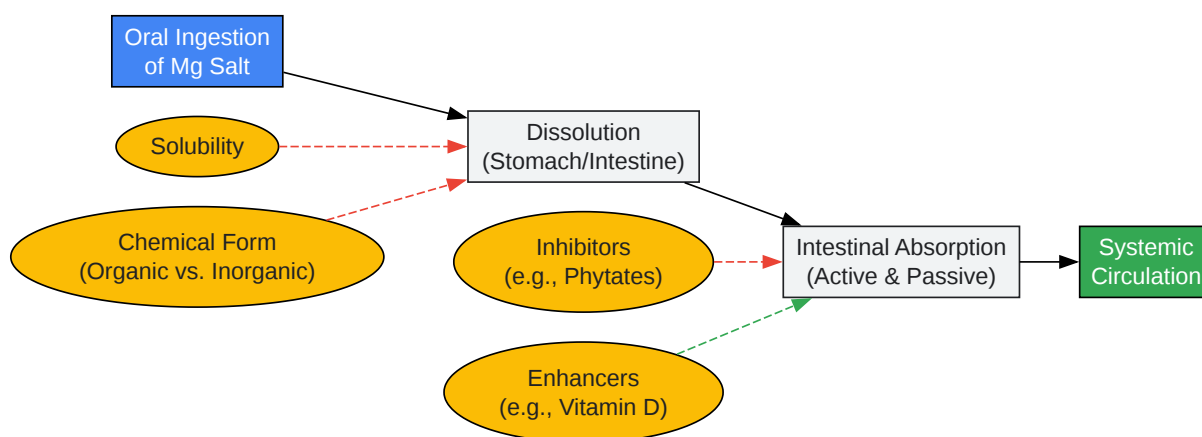 Oral Ingestion
of Mg Salt
Solubility
Dissolution
(Stomach/Intestine)
Chemical Form
(Organic vs. Inorganic)
Inhibitors
(e.g., Phytates)
Intestinal Absorption
(Active & Passive)
Systemic
Circulation
Enhancers
(e.g., Vitamin D)